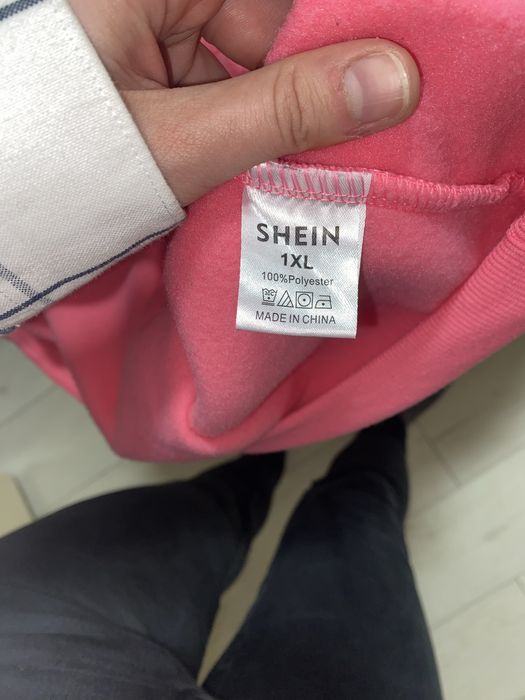 SHEIN
1XL
100%Polyester
MADE IN CHINA